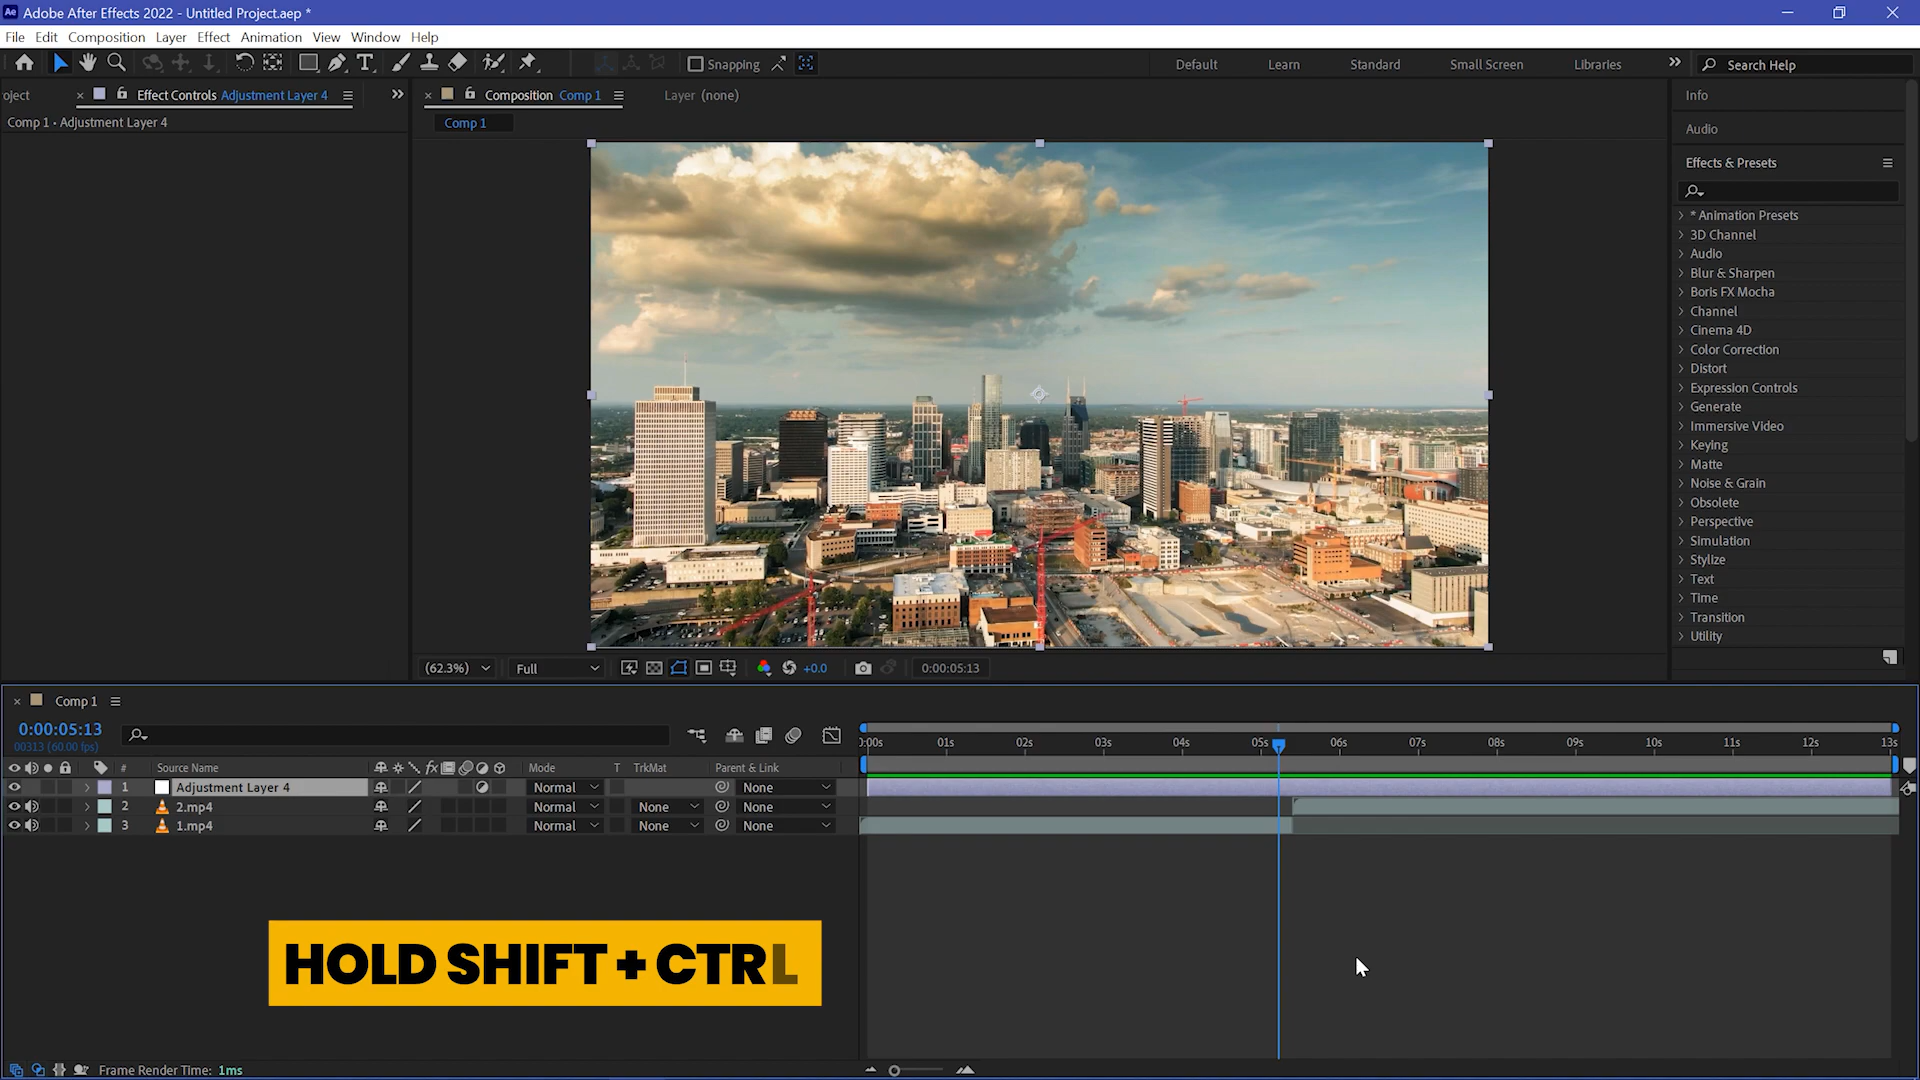 Ae Adobe After Effects 2022 - Untitled Project.aep *
File Edit Composition Layer Effect Animation View Window Help
T Snapping Default Learn Standard Small Screen Libraries Search Help
oject × Effect Controls Adjustment Layer 4 × Composition Comp 1 Layer (none) Info
Comp 1 • Adjustment Layer 4 Comp 1
Audio
Effects & Presets
* Animation Presets
3D Channel
Audio
Blur & Sharpen
Boris FX Mocha
Channel
Cinema 4D
Color Correction
Distort
Expression Controls
Generate
Immersive Video
Keying
Matte
Noise & Grain
Obsolete
Perspective
Simulation
Stylize
Text
Time
Transition
Utility
(62.3%) Full +0.0 0:00:05:13
× Comp 1
0:00:05:13
00313 (60.00 fps)
):00s 01s 02s 03s 04s 05s 06s 07s 08s 09s 10s 11s 12s 13s
# Source Name fx Mode T TrkMat Parent & Link
1 Adjustment Layer 4 Normal None
2 2.mp4 Normal None None
3 1.mp4 Normal None None
HOLD SHIFT + CTRL
Frame Render Time: 1ms